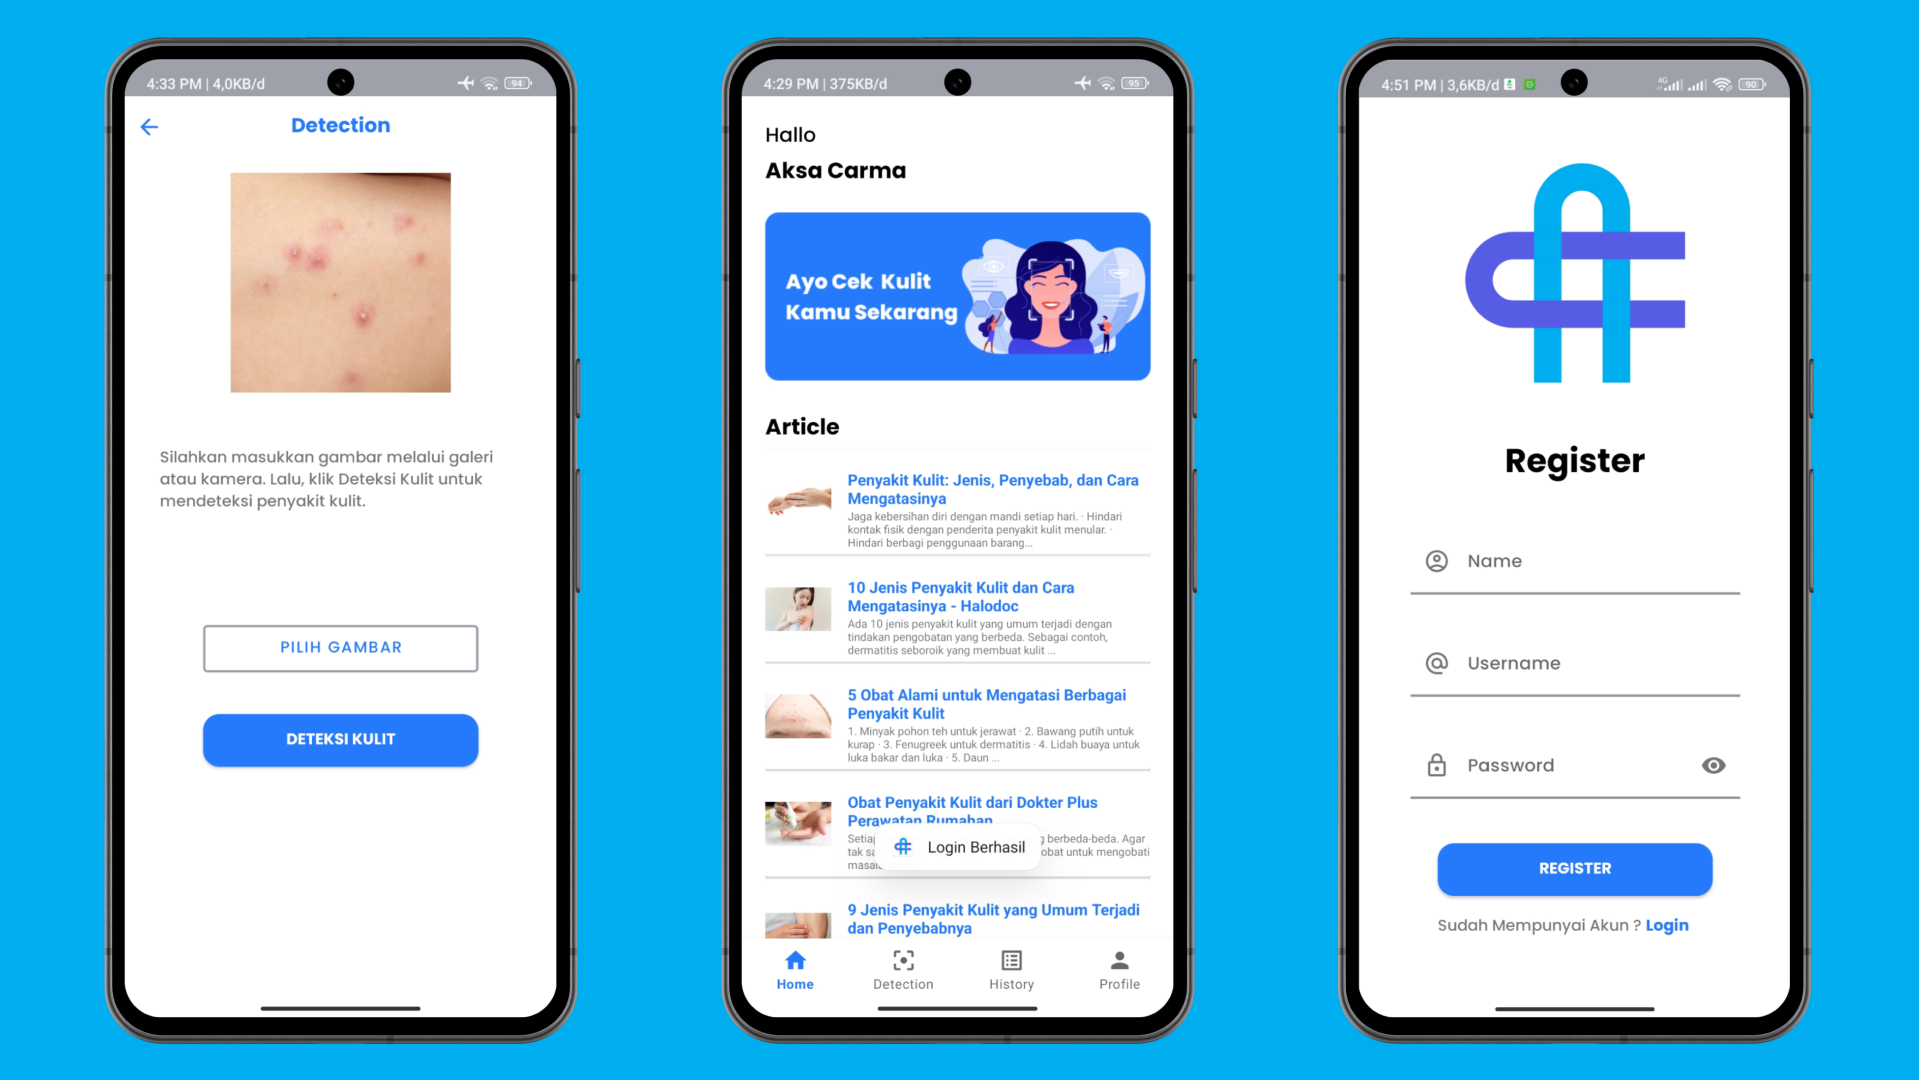 4:33 PM | 4,0KB/d
94
Detection
Silahkan masukkan gambar melalui galeri
atau kamera. Lalu, klik Deteksi Kulit untuk
mendeteksi penyakit kulit.
PILIH GAMBAR
DETEKSI KULIT
4:29 PM | 375KB/d
95
Hallo
Aksa Carma
Ayo Cek Kulit
Kamu Sekarang
Article
Penyakit Kulit: Jenis, Penyebab, dan Cara
Mengatasinya
Jaga kebersihan diri dengan mandi setiap hari. · Hindari
kontak fisik dengan penderita penyakit kulit menular. ·
Hindari berbagi penggunaan barang...
10 Jenis Penyakit Kulit dan Cara
Mengatasinya - Halodoc
Ada 10 jenis penyakit kulit yang umum terjadi dengan
tindakan pengobatan yang berbeda. Sebagai contoh,
dermatitis seboroik yang membuat kulit ...
5 Obat Alami untuk Mengatasi Berbagai
Penyakit Kulit
1. Minyak pohon teh untuk jerawat · 2. Bawang putih untuk
kurap · 3. Fenugreek untuk dermatitis · 4. Lidah buaya untuk
luka bakar dan luka · 5. Daun ...
Obat Penyakit Kulit dari Dokter Plus
Perawatan Rumahan
berbeda-beda. Agar
tak obat untuk mengobati
Login Berhasil
9 Jenis Penyakit Kulit yang Umum Terjadi
dan Penyebabnya
Home
Detection
History
Profile
4:51 PM | 3,6KB/d
4G
90
Register
Name
Username
Password
REGISTER
Sudah Mempunyai Akun ? Login